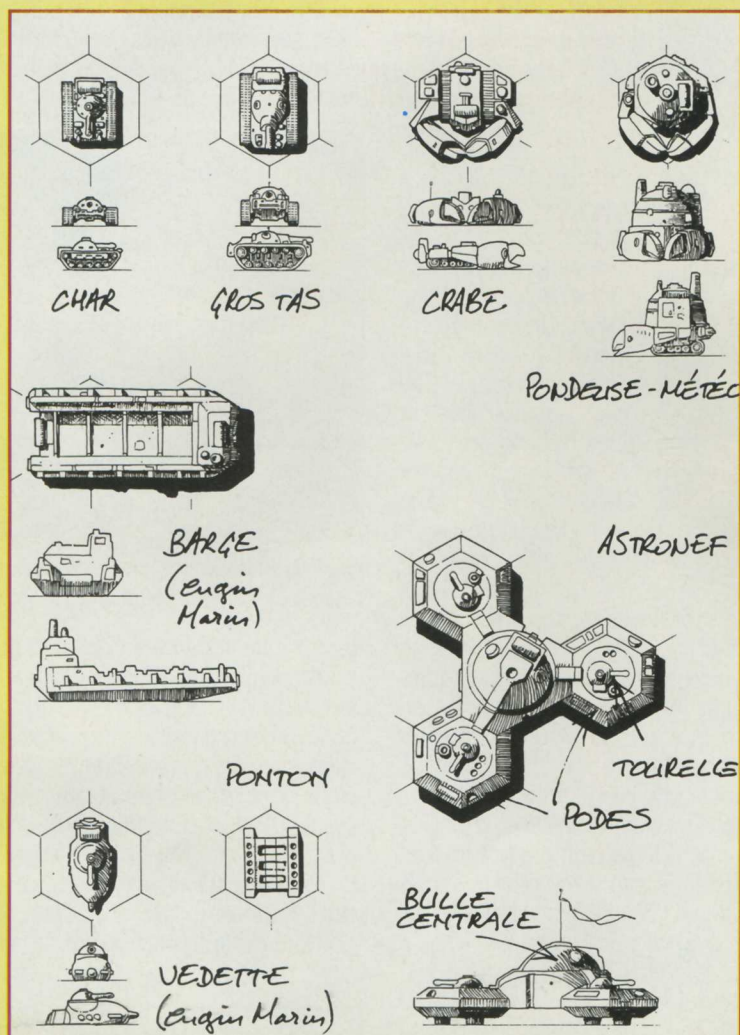 CHAR
GROS TAS
CRABE
PONDEUSE-MÉTÉO
BARGE
(engin
Marin)
ASTRONEF
TOURELLE
PODES
PONTON
VEDETTE
(engin Marin)
BULLE
CENTRALE